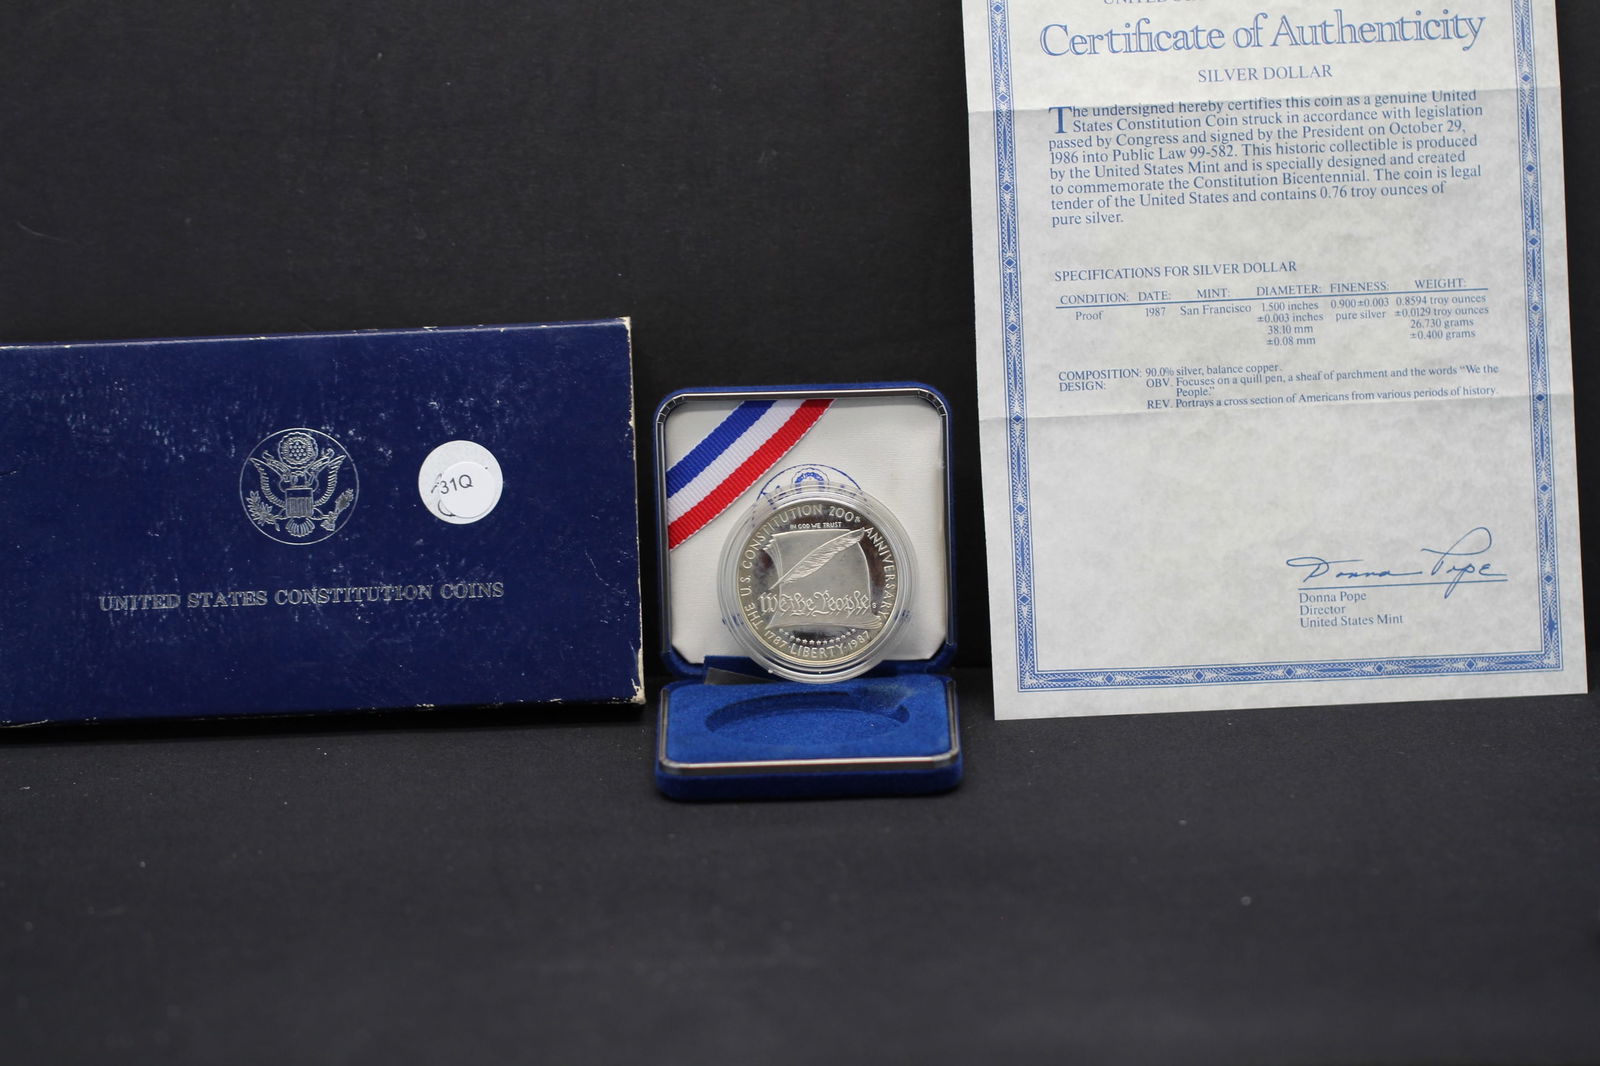 Certificate of Authenticity
SILVER DOLLAR
The undersigned hereby certifies this coin as a genuine United
States Constitution Coin struck in accordance with legislation
passed by Congress and signed by the President on October 29,
1986 into Public Law 99-582. This historic collectible is produced
by the United States Mint and is specially designed and created
to commemorate the Constitution Bicentennial. The coin is legal
tender of the United States and contains 0.76 troy ounces of
pure silver.
SPECIFICATIONS FOR SILVER DOLLAR
CONDITION: DATE: MINT: DIAMETER: FINENESS: WEIGHT:
Proof 1987 San Francisco 1.500 inches 0.900±0.003 0.8594 troy ounces
±0.003 inches pure silver ±0.0129 troy ounces
38.10 mm 26.730 grams
±0.08 mm ±0.400 grams
COMPOSITION: 90.0% silver, balance copper.
DESIGN: OBV. Focuses on a quill pen, a sheaf of parchment and the words "We the
People."
REV. Portrays a cross section of Americans from various periods of history.
Donna Pope
Donna Pope
Director
United States Mint
31Q
UNITED STATES CONSTITUTION COINS
THE U.S. CONSTITUTION 200th ANNIVERSARY
IN GOD WE TRUST
We the People
S
1787 · LIBERTY · 1987